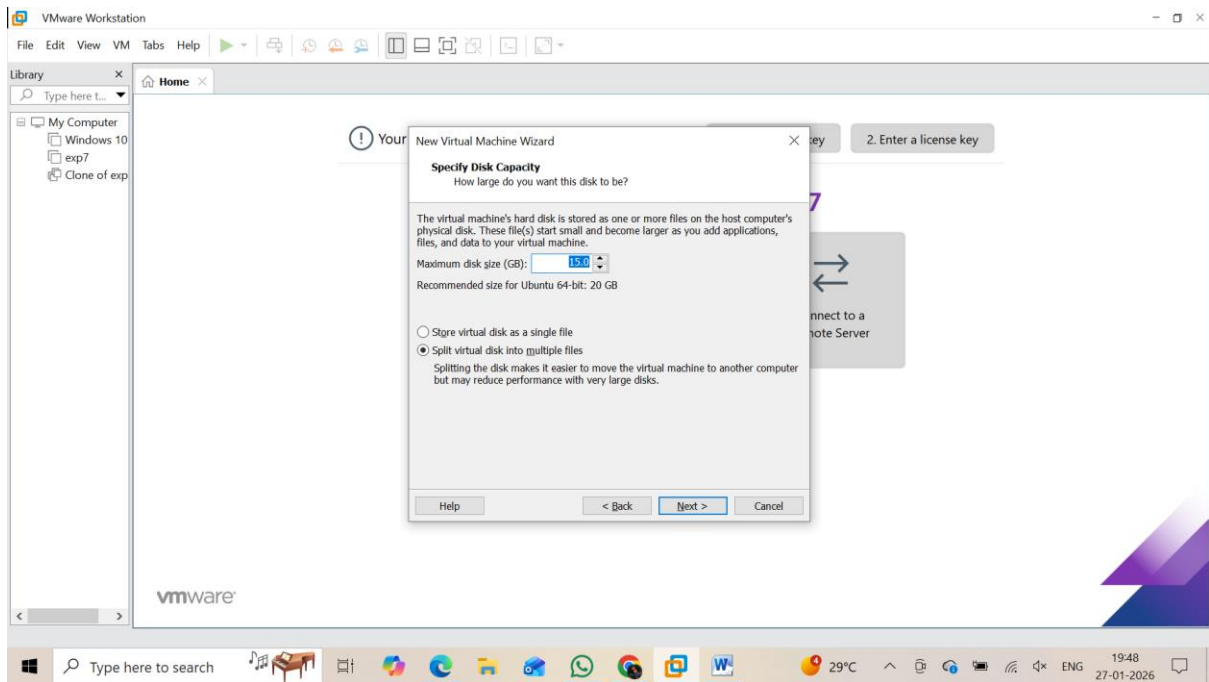 VMware Workstation
File Edit View VM Tabs Help
Library
Home
Type here t...
My Computer
Windows 10
exp7
Clone of exp
Your
key
2. Enter a license key
7
nnect to a
note Server
New Virtual Machine Wizard
Specify Disk Capacity
How large do you want this disk to be?
The virtual machine's hard disk is stored as one or more files on the host computer's
physical disk. These file(s) start small and become larger as you add applications,
files, and data to your virtual machine.
Maximum disk size (GB): 15.0
Recommended size for Ubuntu 64-bit: 20 GB
Store virtual disk as a single file
Split virtual disk into multiple files
Splitting the disk makes it easier to move the virtual machine to another computer
but may reduce performance with very large disks.
Help < Back Next > Cancel
vmware
Type here to search
29°C
ENG
19:48
27-01-2026